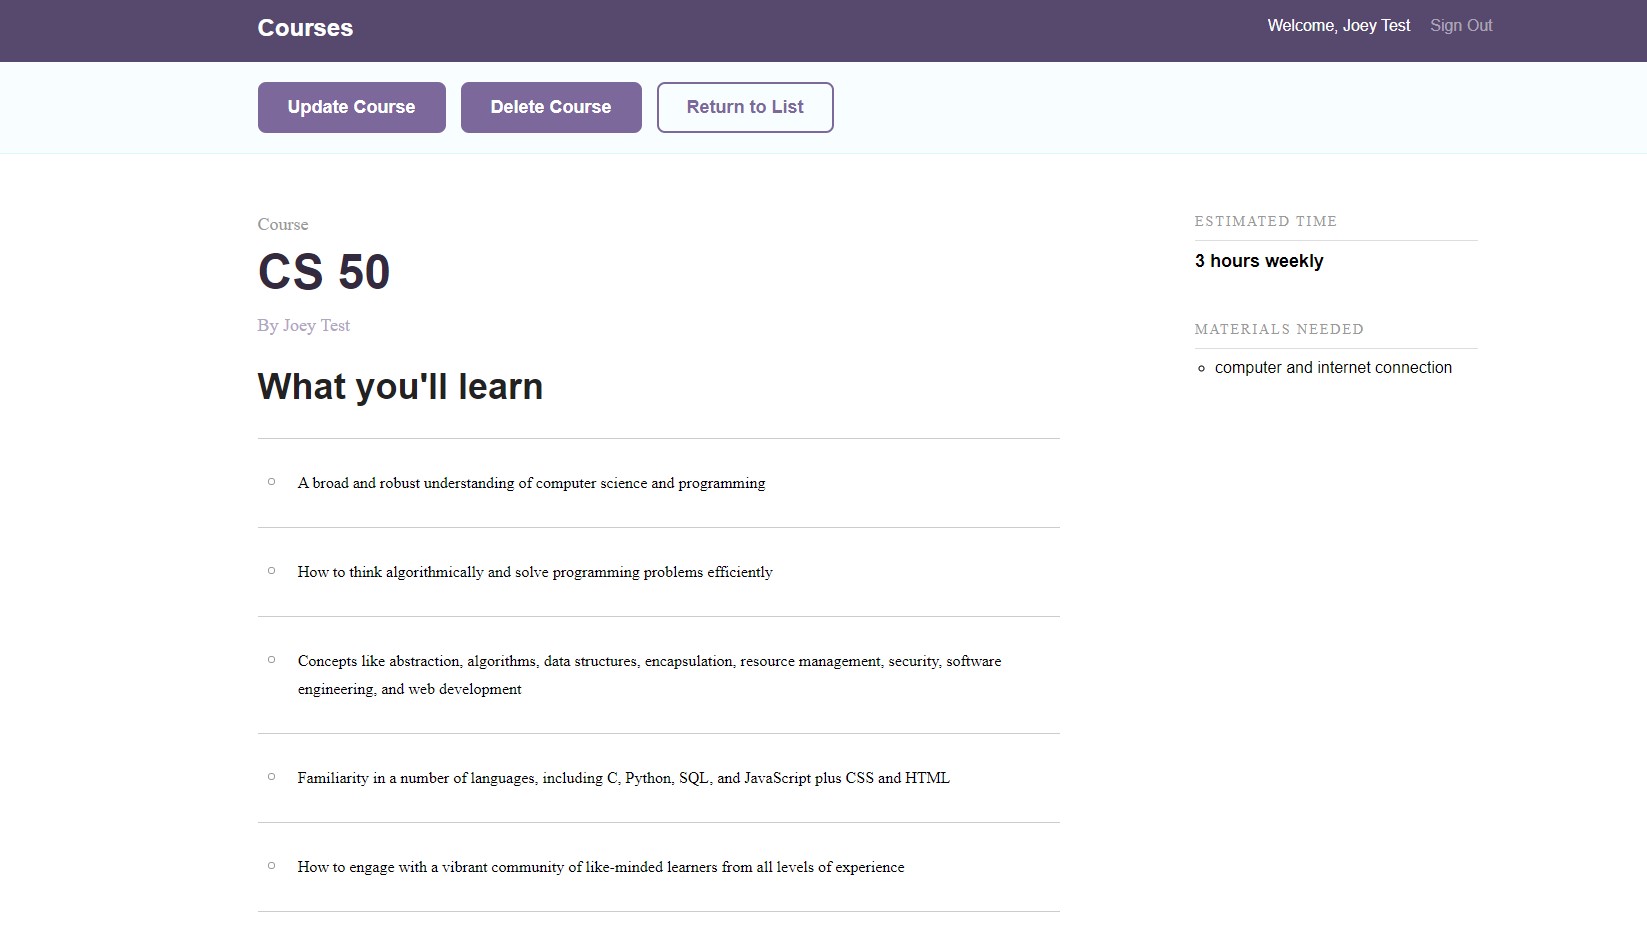 Courses
Welcome, Joey Test
Sign Out
Update Course
Delete Course
Return to List
Course
CS 50
By Joey Test
What you'll learn
A broad and robust understanding of computer science and programming
How to think algorithmically and solve programming problems efficiently
Concepts like abstraction, algorithms, data structures, encapsulation, resource management, security, software
engineering, and web development
Familiarity in a number of languages, including C, Python, SQL, and JavaScript plus CSS and HTML
How to engage with a vibrant community of like-minded learners from all levels of experience
ESTIMATED TIME
3 hours weekly
MATERIALS NEEDED
computer and internet connection